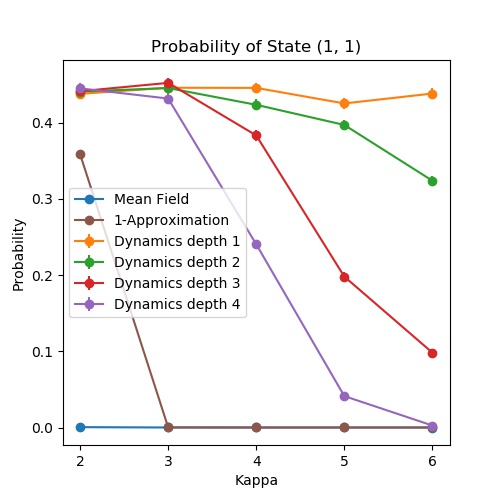 Probability of State (1, 1)
Probability
0.4
0.3
0.2
0.1
0.0
Mean Field
1-Approximation
Dynamics depth 1
Dynamics depth 2
Dynamics depth 3
Dynamics depth 4
2 3 4 5 6
Kappa